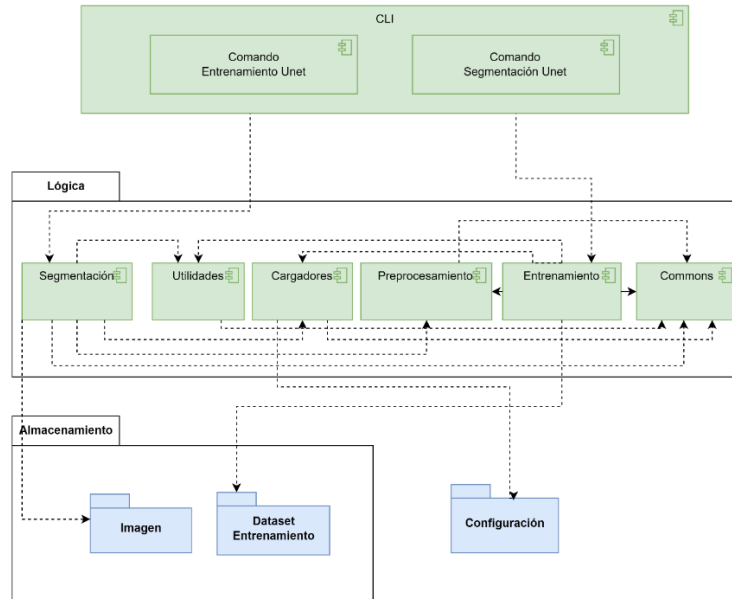 CLI
Comando
Entrenamiento Unet
Comando
Segmentación Unet
Lógica
Segmentación
Utilidades
Cargadores
Preprocesamiento
Entrenamiento
Commons
Almacenamiento
Imagen
Dataset
Entrenamiento
Configuración